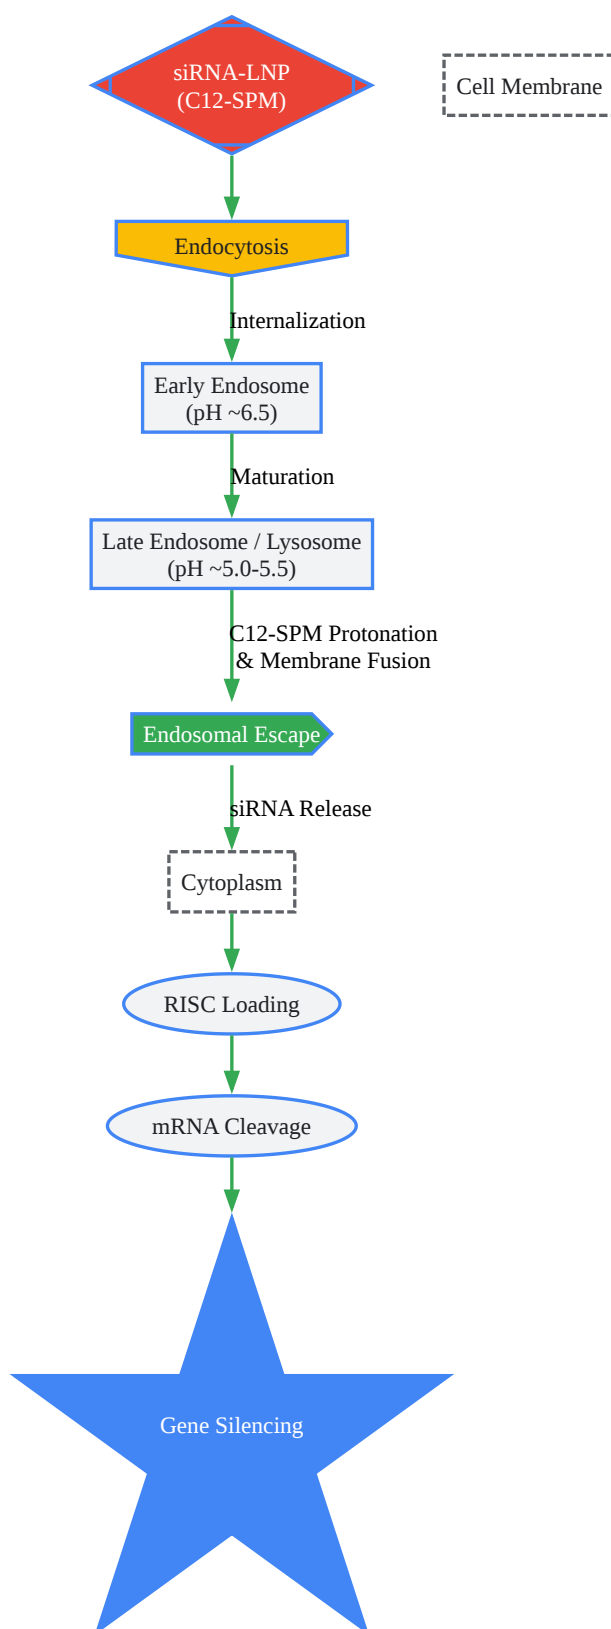 siRNA-LNP
(C12-SPM)
Cell Membrane
Endocytosis
Internalization
Early Endosome
(pH ~6.5)
Maturation
Late Endosome / Lysosome
(pH ~5.0-5.5)
C12-SPM Protonation
& Membrane Fusion
Endosomal Escape
siRNA Release
Cytoplasm
RISC Loading
mRNA Cleavage
Gene Silencing